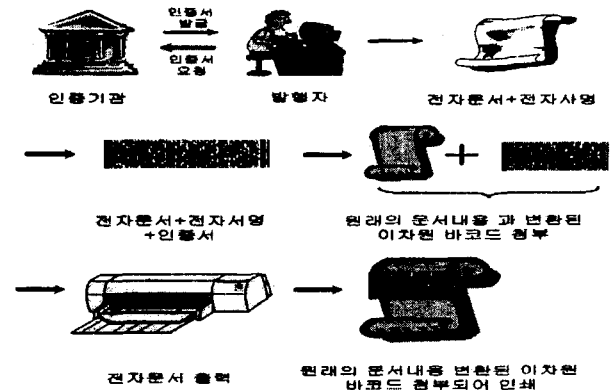 인증서
발급
인증서
요청
인증기관
발행자
전자문서+전자서명
전자문서+전자서명
+인증서
원래의 문서내용 과 변환된
이차원 바코드 첨부
전자문서 출력
원래의 문서내용 변환된 이차원
바코드 첨부되어 인쇄